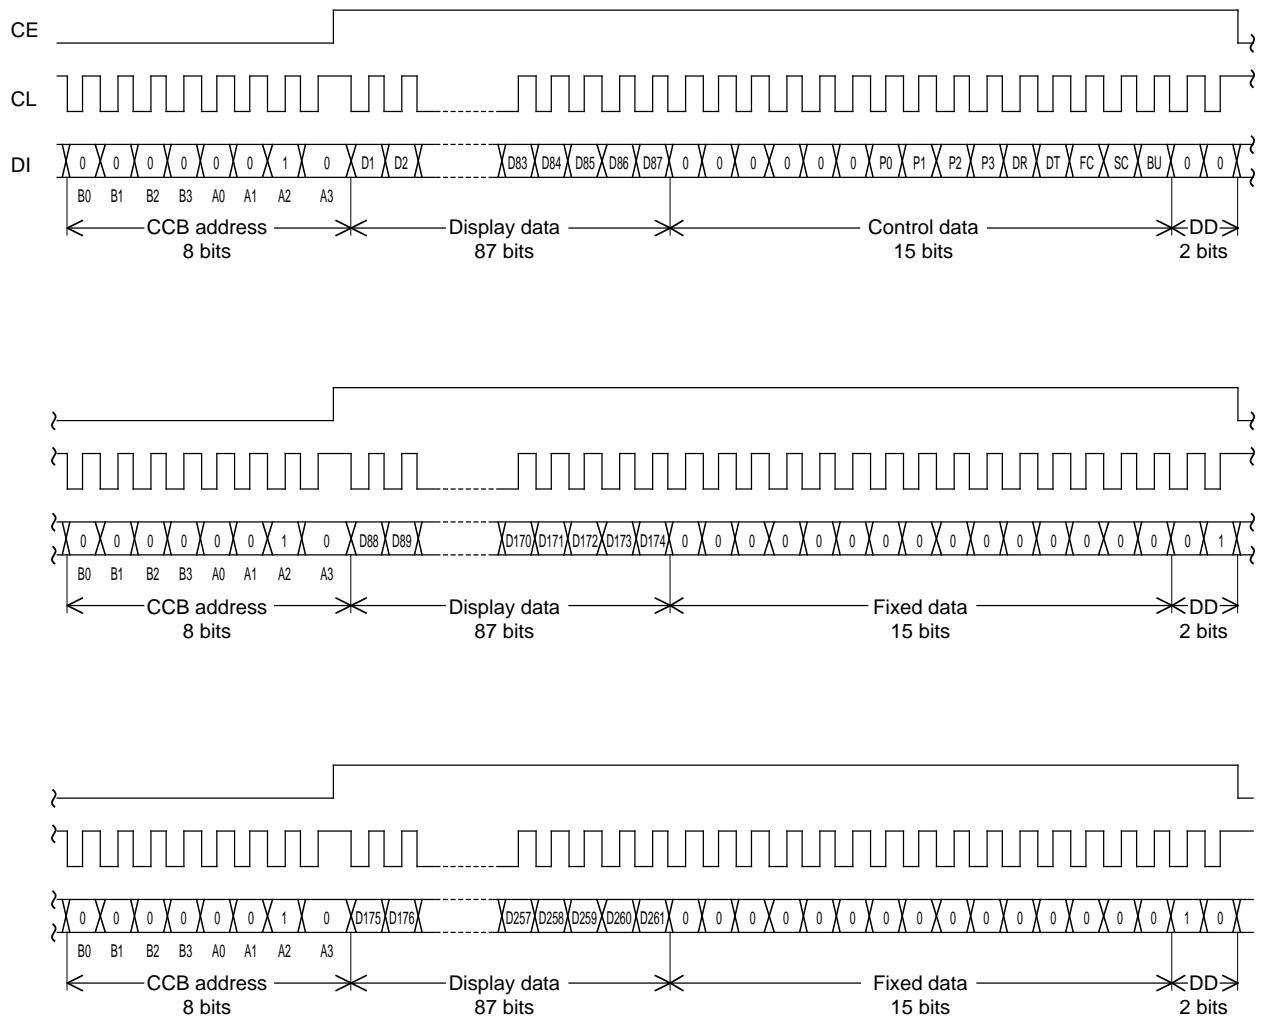 CE
CL
DI 0 0 0 0 0 0 1 0 D1 D2 D83 D84 D85 D86 D87 0 0 0 0 0 0 P0 P1 P2 P3 DR DT FC SC BU 0 0
B0 B1 B2 B3 A0 A1 A2 A3
CCB address Display data Control data DD
8 bits 87 bits 15 bits 2 bits
0 0 0 0 0 0 1 0 D88 D89 D170 D171 D172 D173 D174 0 0 0 0 0 0 0 0 0 0 0 0 0 0 0 0 1
B0 B1 B2 B3 A0 A1 A2 A3
CCB address Display data Fixed data DD
8 bits 87 bits 15 bits 2 bits
0 0 0 0 0 0 1 0 D175 D176 D257 D258 D259 D260 D261 0 0 0 0 0 0 0 0 0 0 0 0 0 0 0 1 0
B0 B1 B2 B3 A0 A1 A2 A3
CCB address Display data Fixed data DD
8 bits 87 bits 15 bits 2 bits